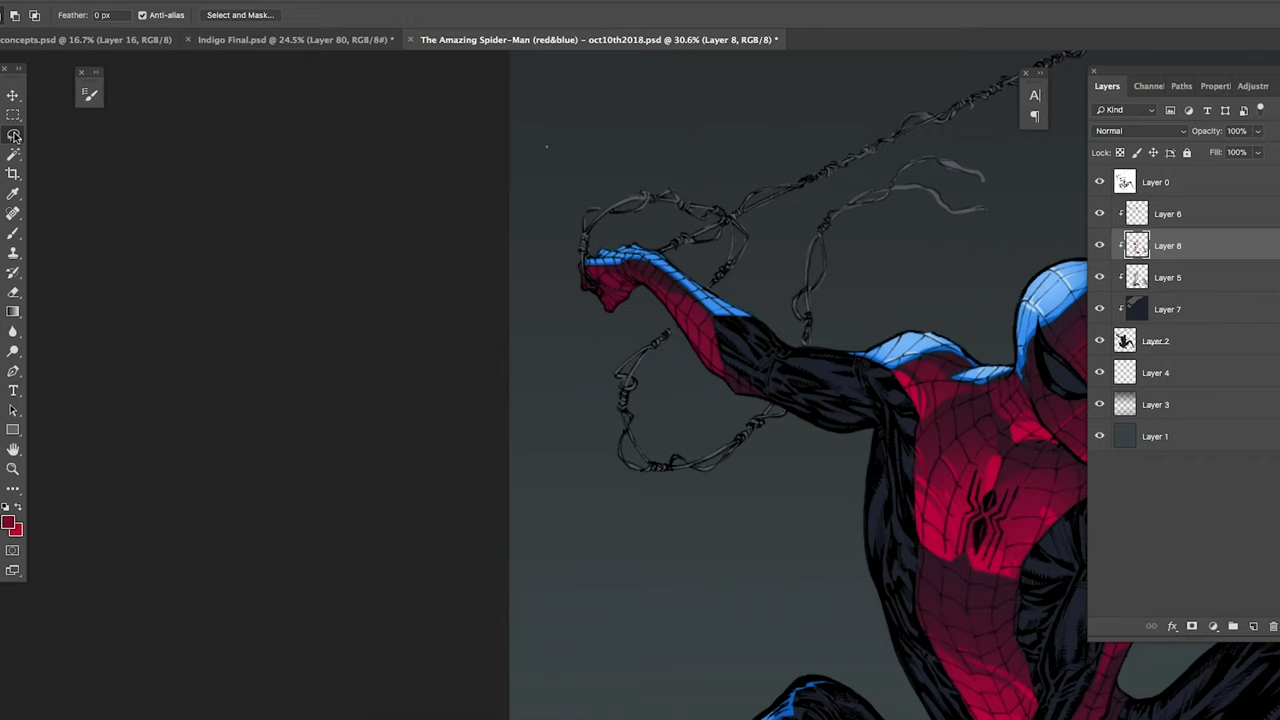 Feather: 0 px Anti-alias Select and Mask...
concepts.psd @ 16.7% (Layer 16, RGB/8) × Indigo Final.psd @ 24.5% (Layer 80, RGB/8#) * × The Amazing Spider-Man (red&blue) – oct10th2018.psd @ 30.6% (Layer 8, RGB/8) *
A
¶
Layers Channe Paths Properti Adjustm
Kind
Normal Opacity: 100%
Lock: Fill: 100%
Layer 0
Layer 6
Layer 8
Layer 5
Layer 7
Layer 2
Layer 4
Layer 3
Layer 1
T
fx